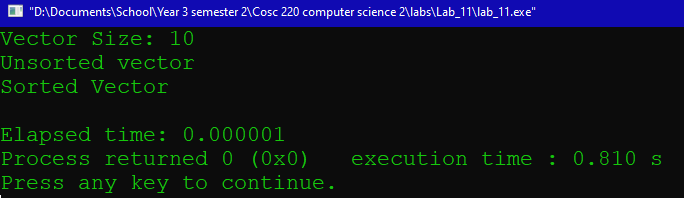 "D:\Documents\School\Year 3 semester 2\Cosc 220 computer science 2\labs\Lab_11\lab_11.exe"
Vector Size: 10
Unsorted vector
Sorted Vector
Elapsed time: 0.000001
Process returned 0 (0x0)   execution time : 0.810 s
Press any key to continue.